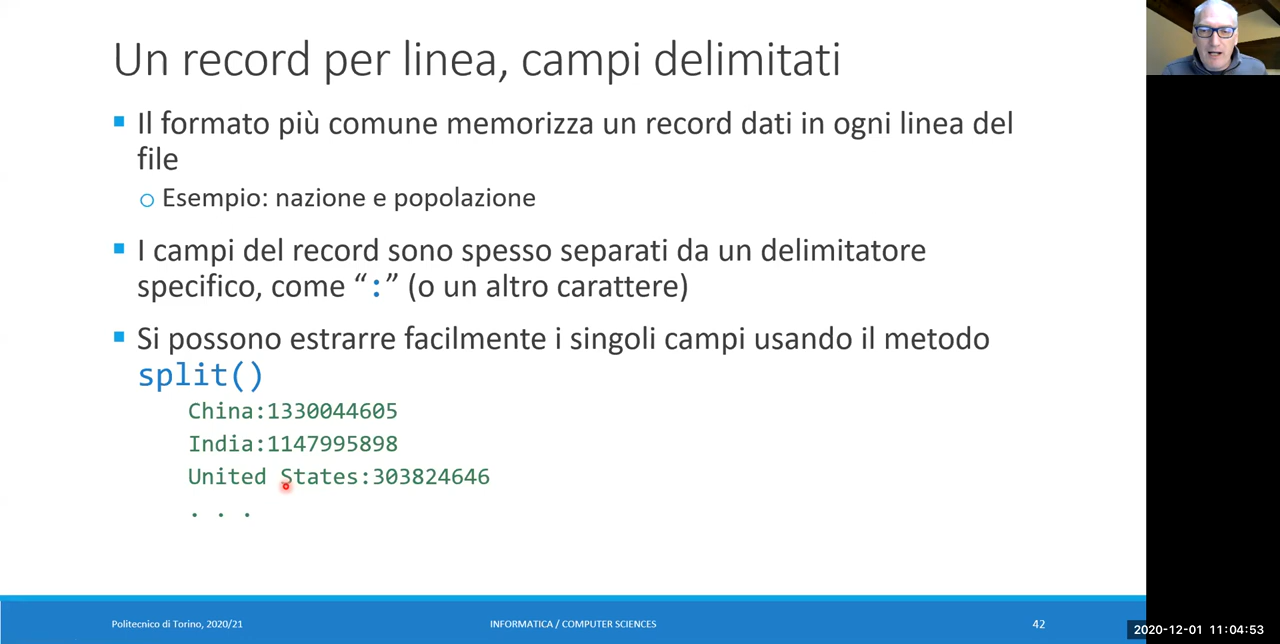 Un record per linea, campi delimitati
Il formato più comune memorizza un record dati in ogni linea del
file
Esempio: nazione e popolazione
I campi del record sono spesso separati da un delimitatore
specifico, come “:” (o un altro carattere)
Si possono estrarre facilmente i singoli campi usando il metodo
split()
China:1330044605
India:1147995898
United States:303824646
. . .
Politecnico di Torino, 2020/21
INFORMATICA / COMPUTER SCIENCES
42
2020-12-01 11:04:53